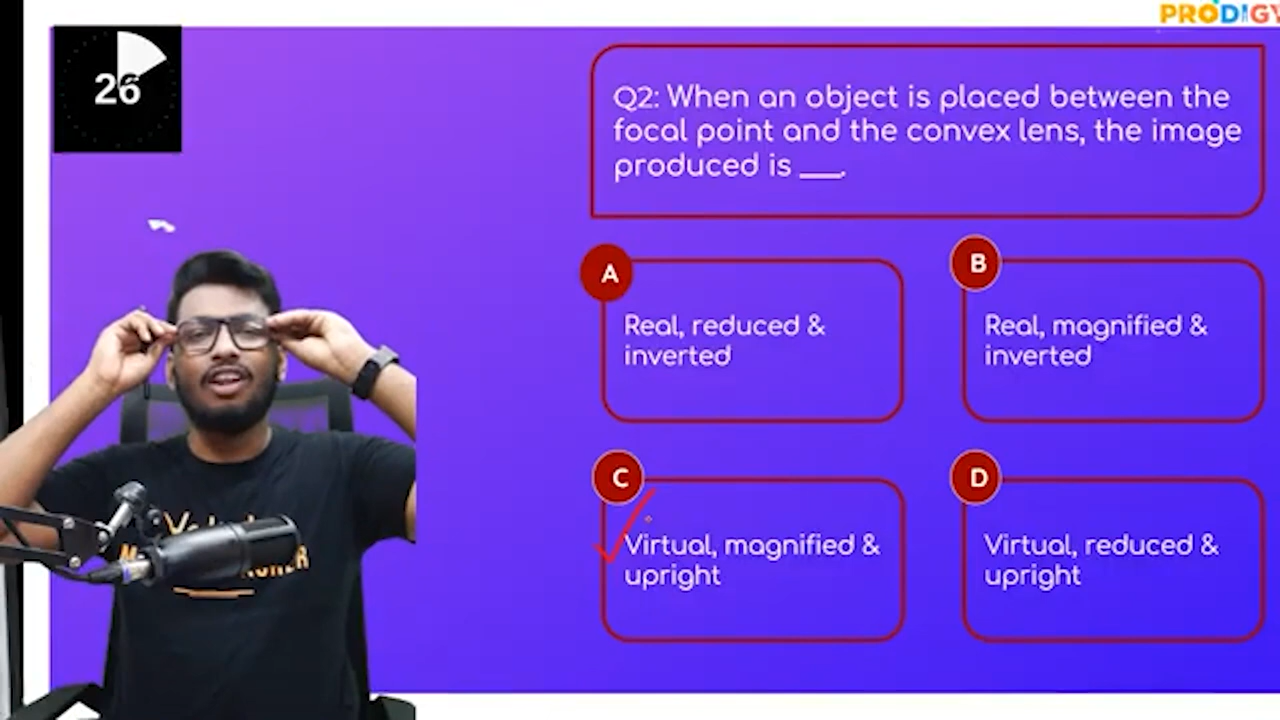 PRODIGY
26
Q2: When an object is placed between the
focal point and the convex lens, the image
produced is ___.
A
Real, reduced &
inverted
B
Real, magnified &
inverted
C
Virtual, magnified &
upright
D
Virtual, reduced &
upright